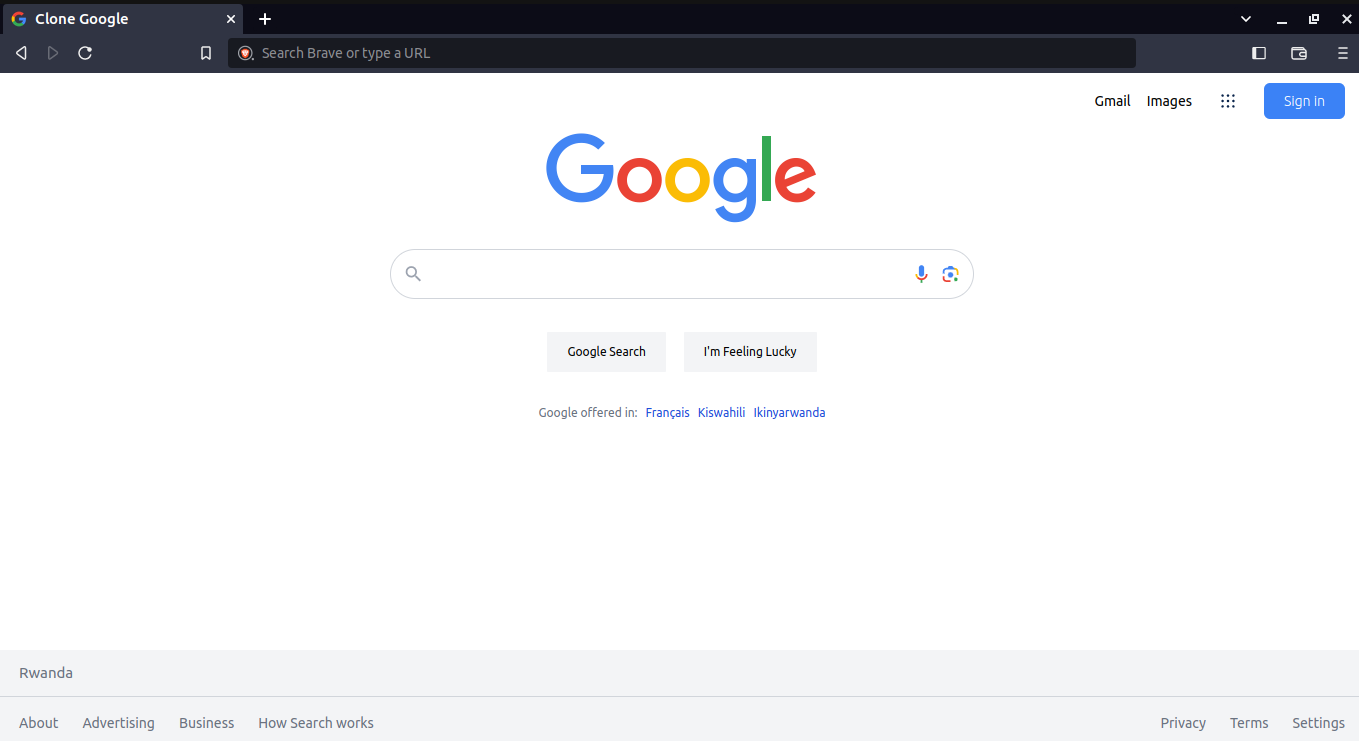 Clone Google
Search Brave or type a URL
Gmail Images Sign in
Google
Google Search I'm Feeling Lucky
Google offered in: Français Kiswahili Ikinyarwanda
Rwanda
About Advertising Business How Search works Privacy Terms Settings